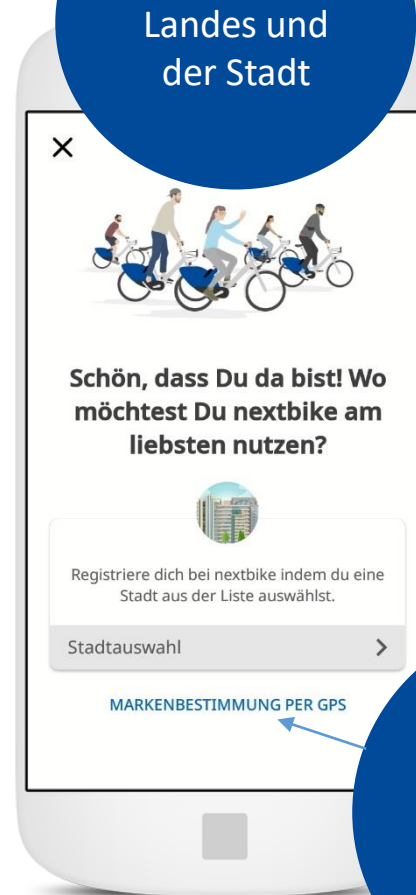 Landes und
der Stadt
Schön, dass Du da bist! Wo
möchtest Du nextbike am
liebsten nutzen?
Registriere dich bei nextbike indem du eine
Stadt aus der Liste auswählst.
Stadtauswahl
MARKENBESTIMMUNG PER GPS